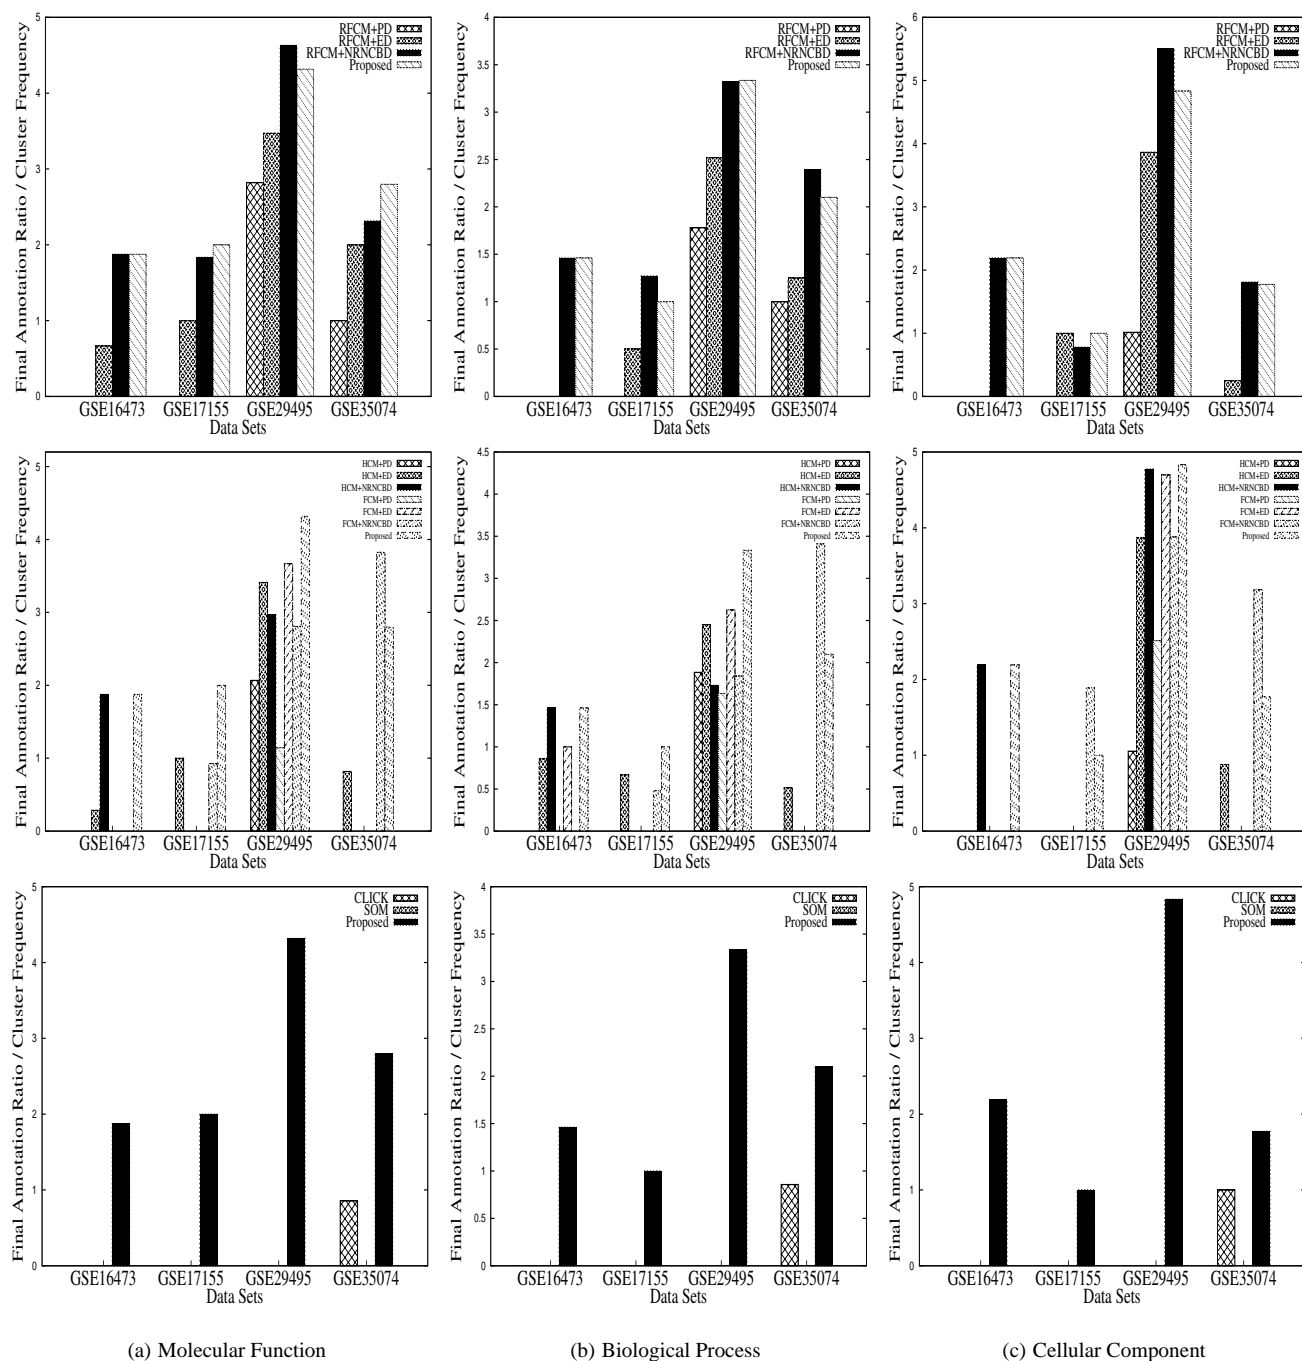 Final Annotation Ratio / Cluster Frequency
5
4
3
2
1
0
RFCM+PD
RFCM+ED
RFCM+NRNCBD
Proposed
GSE16473 GSE17155 GSE29495 GSE35074
Data Sets
Final Annotation Ratio / Cluster Frequency
4
3.5
3
2.5
2
1.5
1
0.5
0
RFCM+PD
RFCM+ED
RFCM+NRNCBD
Proposed
GSE16473 GSE17155 GSE29495 GSE35074
Data Sets
Final Annotation Ratio / Cluster Frequency
6
5
4
3
2
1
0
RFCM+PD
RFCM+ED
RFCM+NRNCBD
Proposed
GSE16473 GSE17155 GSE29495 GSE35074
Data Sets
Final Annotation Ratio / Cluster Frequency
5
4
3
2
1
0
HCM+PD
HCM+ED
HCM+NRNCBD
FCM+PD
FCM+ED
FCM+NRNCBD
Proposed
GSE16473 GSE17155 GSE29495 GSE35074
Data Sets
Final Annotation Ratio / Cluster Frequency
4.5
4
3.5
3
2.5
2
1.5
1
0.5
0
HCM+PD
HCM+ED
HCM+NRNCBD
FCM+PD
FCM+ED
FCM+NRNCBD
Proposed
GSE16473 GSE17155 GSE29495 GSE35074
Data Sets
Final Annotation Ratio / Cluster Frequency
5
4
3
2
1
0
HCM+PD
HCM+ED
HCM+NRNCBD
FCM+PD
FCM+ED
FCM+NRNCBD
Proposed
GSE16473 GSE17155 GSE29495 GSE35074
Data Sets
Final Annotation Ratio / Cluster Frequency
5
4
3
2
1
0
CLICK
SOM
Proposed
GSE16473 GSE17155 GSE29495 GSE35074
Data Sets
Final Annotation Ratio / Cluster Frequency
4
3.5
3
2.5
2
1.5
1
0.5
0
CLICK
SOM
Proposed
GSE16473 GSE17155 GSE29495 GSE35074
Data Sets
Final Annotation Ratio / Cluster Frequency
5
4
3
2
1
0
CLICK
SOM
Proposed
GSE16473 GSE17155 GSE29495 GSE35074
Data Sets
(a) Molecular Function
(b) Biological Process
(c) Cellular Component